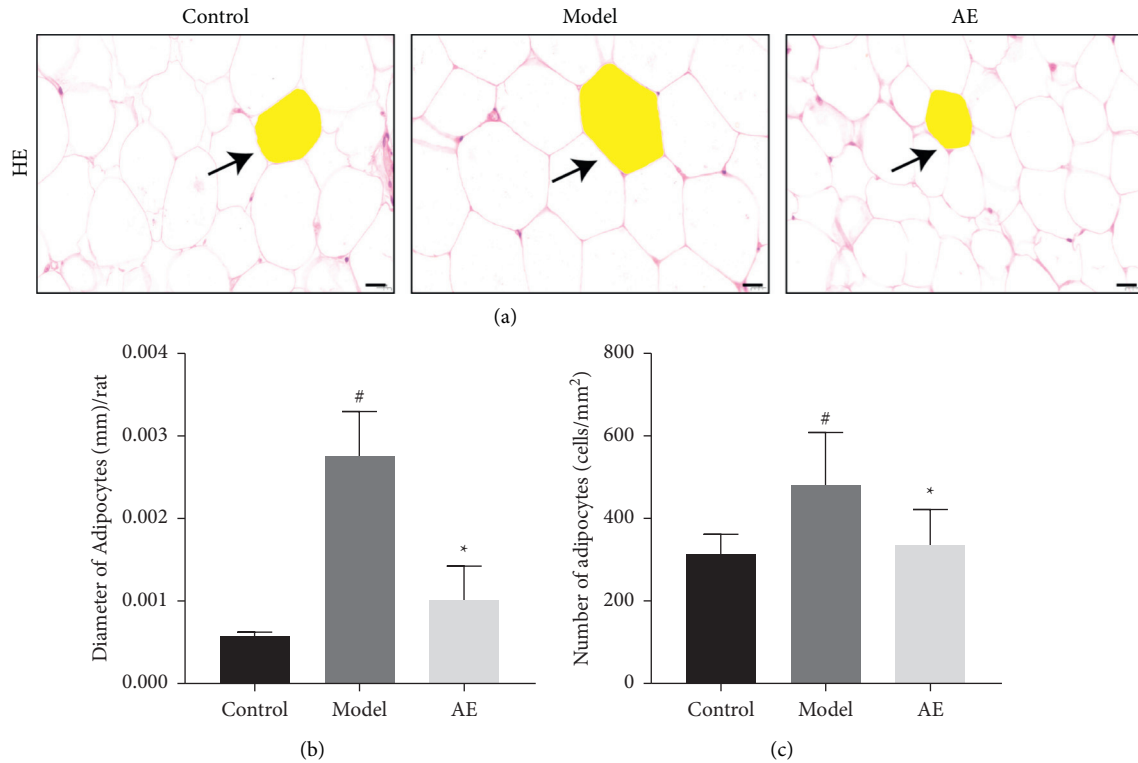 Control Model AE
HE
(a)
Diameter of Adipocytes (mm)/rat
0.004
0.003
0.002
0.001
0.000
#
*
Control Model AE
(b)
Number of adipocytes (cells/mm²)
800
600
400
200
0
#
*
Control Model AE
(c)